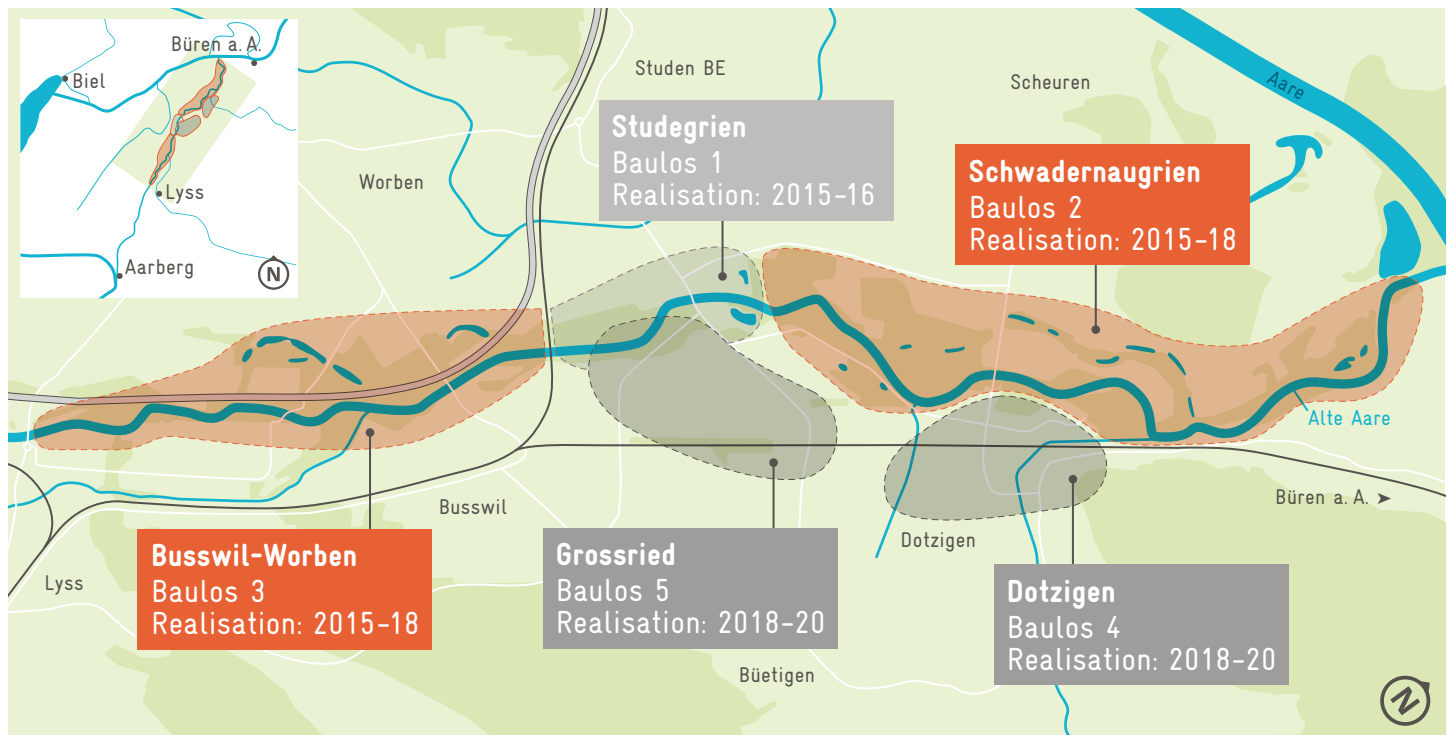 Büren a. A.
Biel
Lyss
Aarberg
N
Studen BE
Scheuren
Aare
Worben
Studegrien
Baulos 1
Realisation: 2015-16
Schwadernaugrien
Baulos 2
Realisation: 2015-18
Alte Aare
Büren a. A. ➤
Busswil
Dotzigen
Lyss
Busswil-Worben
Baulos 3
Realisation: 2015-18
Grossried
Baulos 5
Realisation: 2018-20
Dotzigen
Baulos 4
Realisation: 2018-20
Büetigen
N